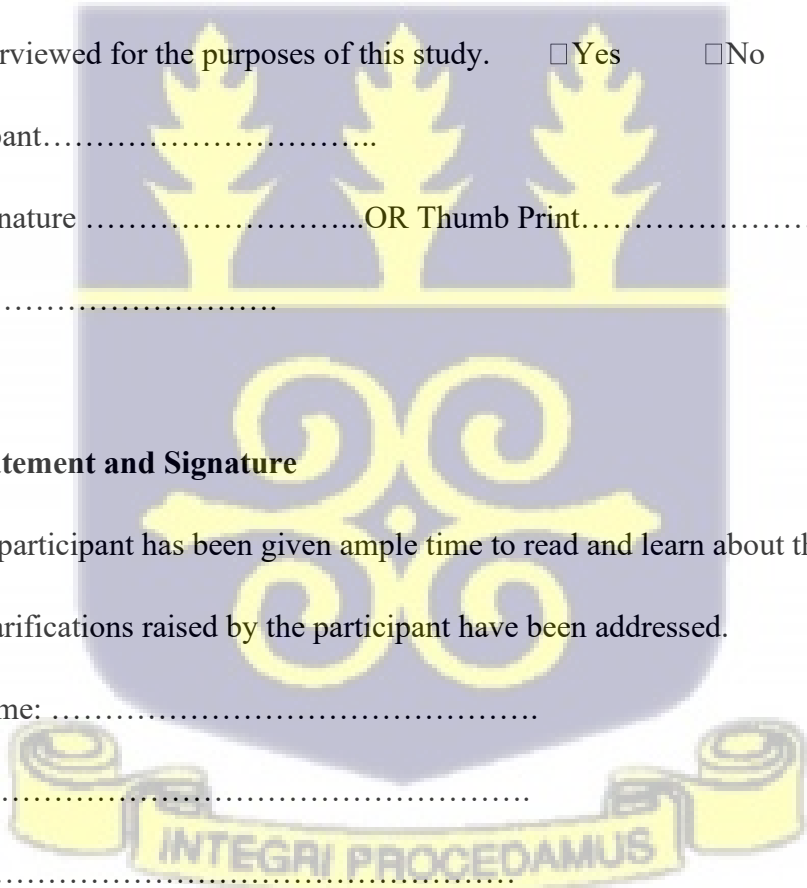 rviewed for the purposes of this study. □Yes □No
pant…………………………..
nature ……………………...OR Thumb Print…………………
…………………………….
atement and Signature
participant has been given ample time to read and learn about th
arifications raised by the participant have been addressed.
me: ……………………………………….
……………………………………………….
INTEGRI PROCEDAMUS
……………………………………………